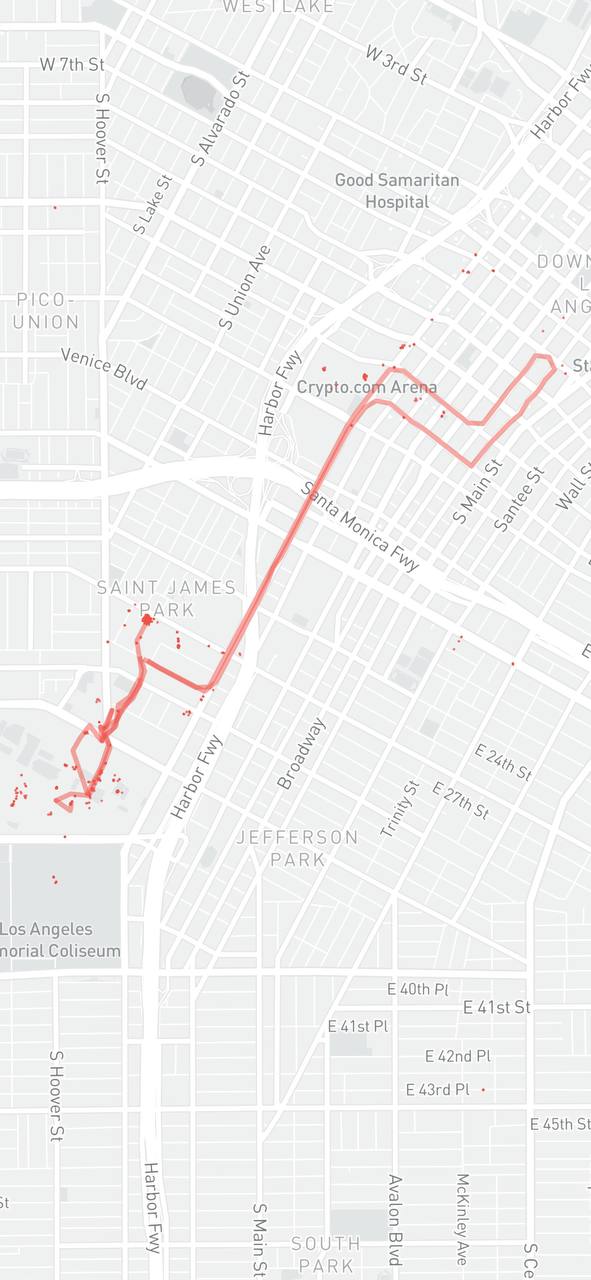 WESTLAKE
W 7th St
W 3rd St
Harbor Fwy
S Hoover St
S Alvarado St
Good Samaritan
Hospital
S Lake St
S Union Ave
DOWN
L
ANG
PICO-
UNION
Venice Blvd
Harbor Fwy
Crypto.com Arena
Sta
S Main St
Santee St
Wall St
Santa Monica Fwy
SAINT JAMES
PARK
E
Harbor Fwy
Broadway
E 24th St
E 27th St
Trinity St
JEFFERSON
PARK
Los Angeles
morial Coliseum
E 40th Pl
E 41st St
E 41st Pl
E 42nd Pl
E 43rd Pl
S Hoover St
E 45th St
Harbor Fwy
S Main St
Avalon Blvd
McKinley Ave
S Ce
St
SOUTH
PARK